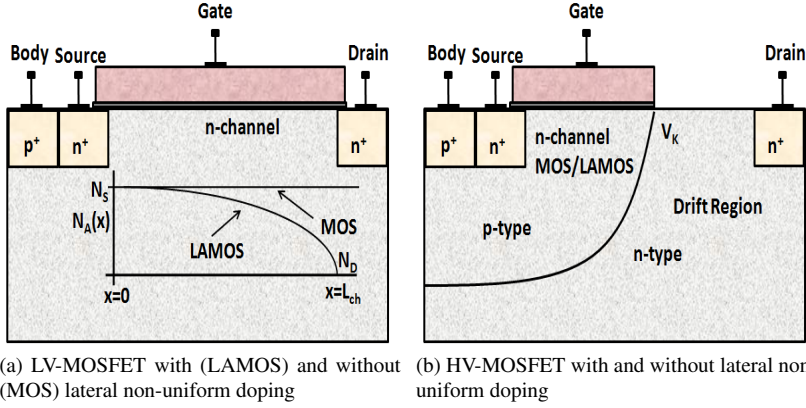 Gate
Body Source Drain
n-channel
p+ n+ n+
NS
NA(x)
MOS
LAMOS
ND
x=0 x=Lch
(a) LV-MOSFET with (LAMOS) and without
(MOS) lateral non-uniform doping
Gate
Body Source Drain
p+ n+ n+
n-channel
MOS/LAMOS
VK
Drift Region
p-type
n-type
(b) HV-MOSFET with and without lateral non
uniform doping